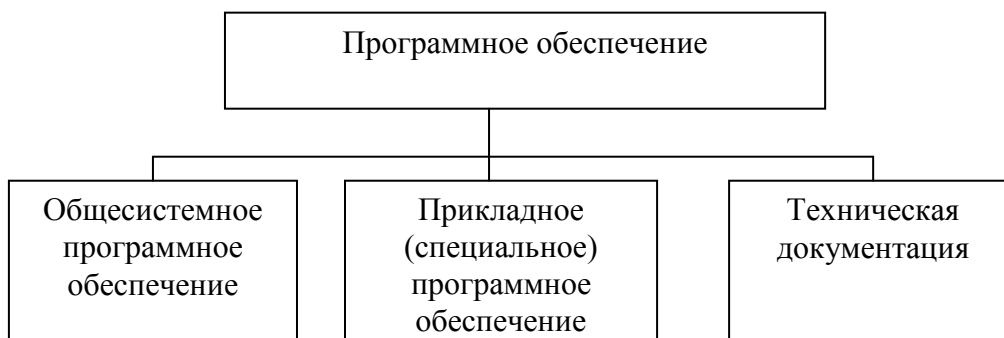 Программное обеспечение
Общесистемное
программное
обеспечение
Прикладное
(специальное)
программное
обеспечение
Техническая
документация